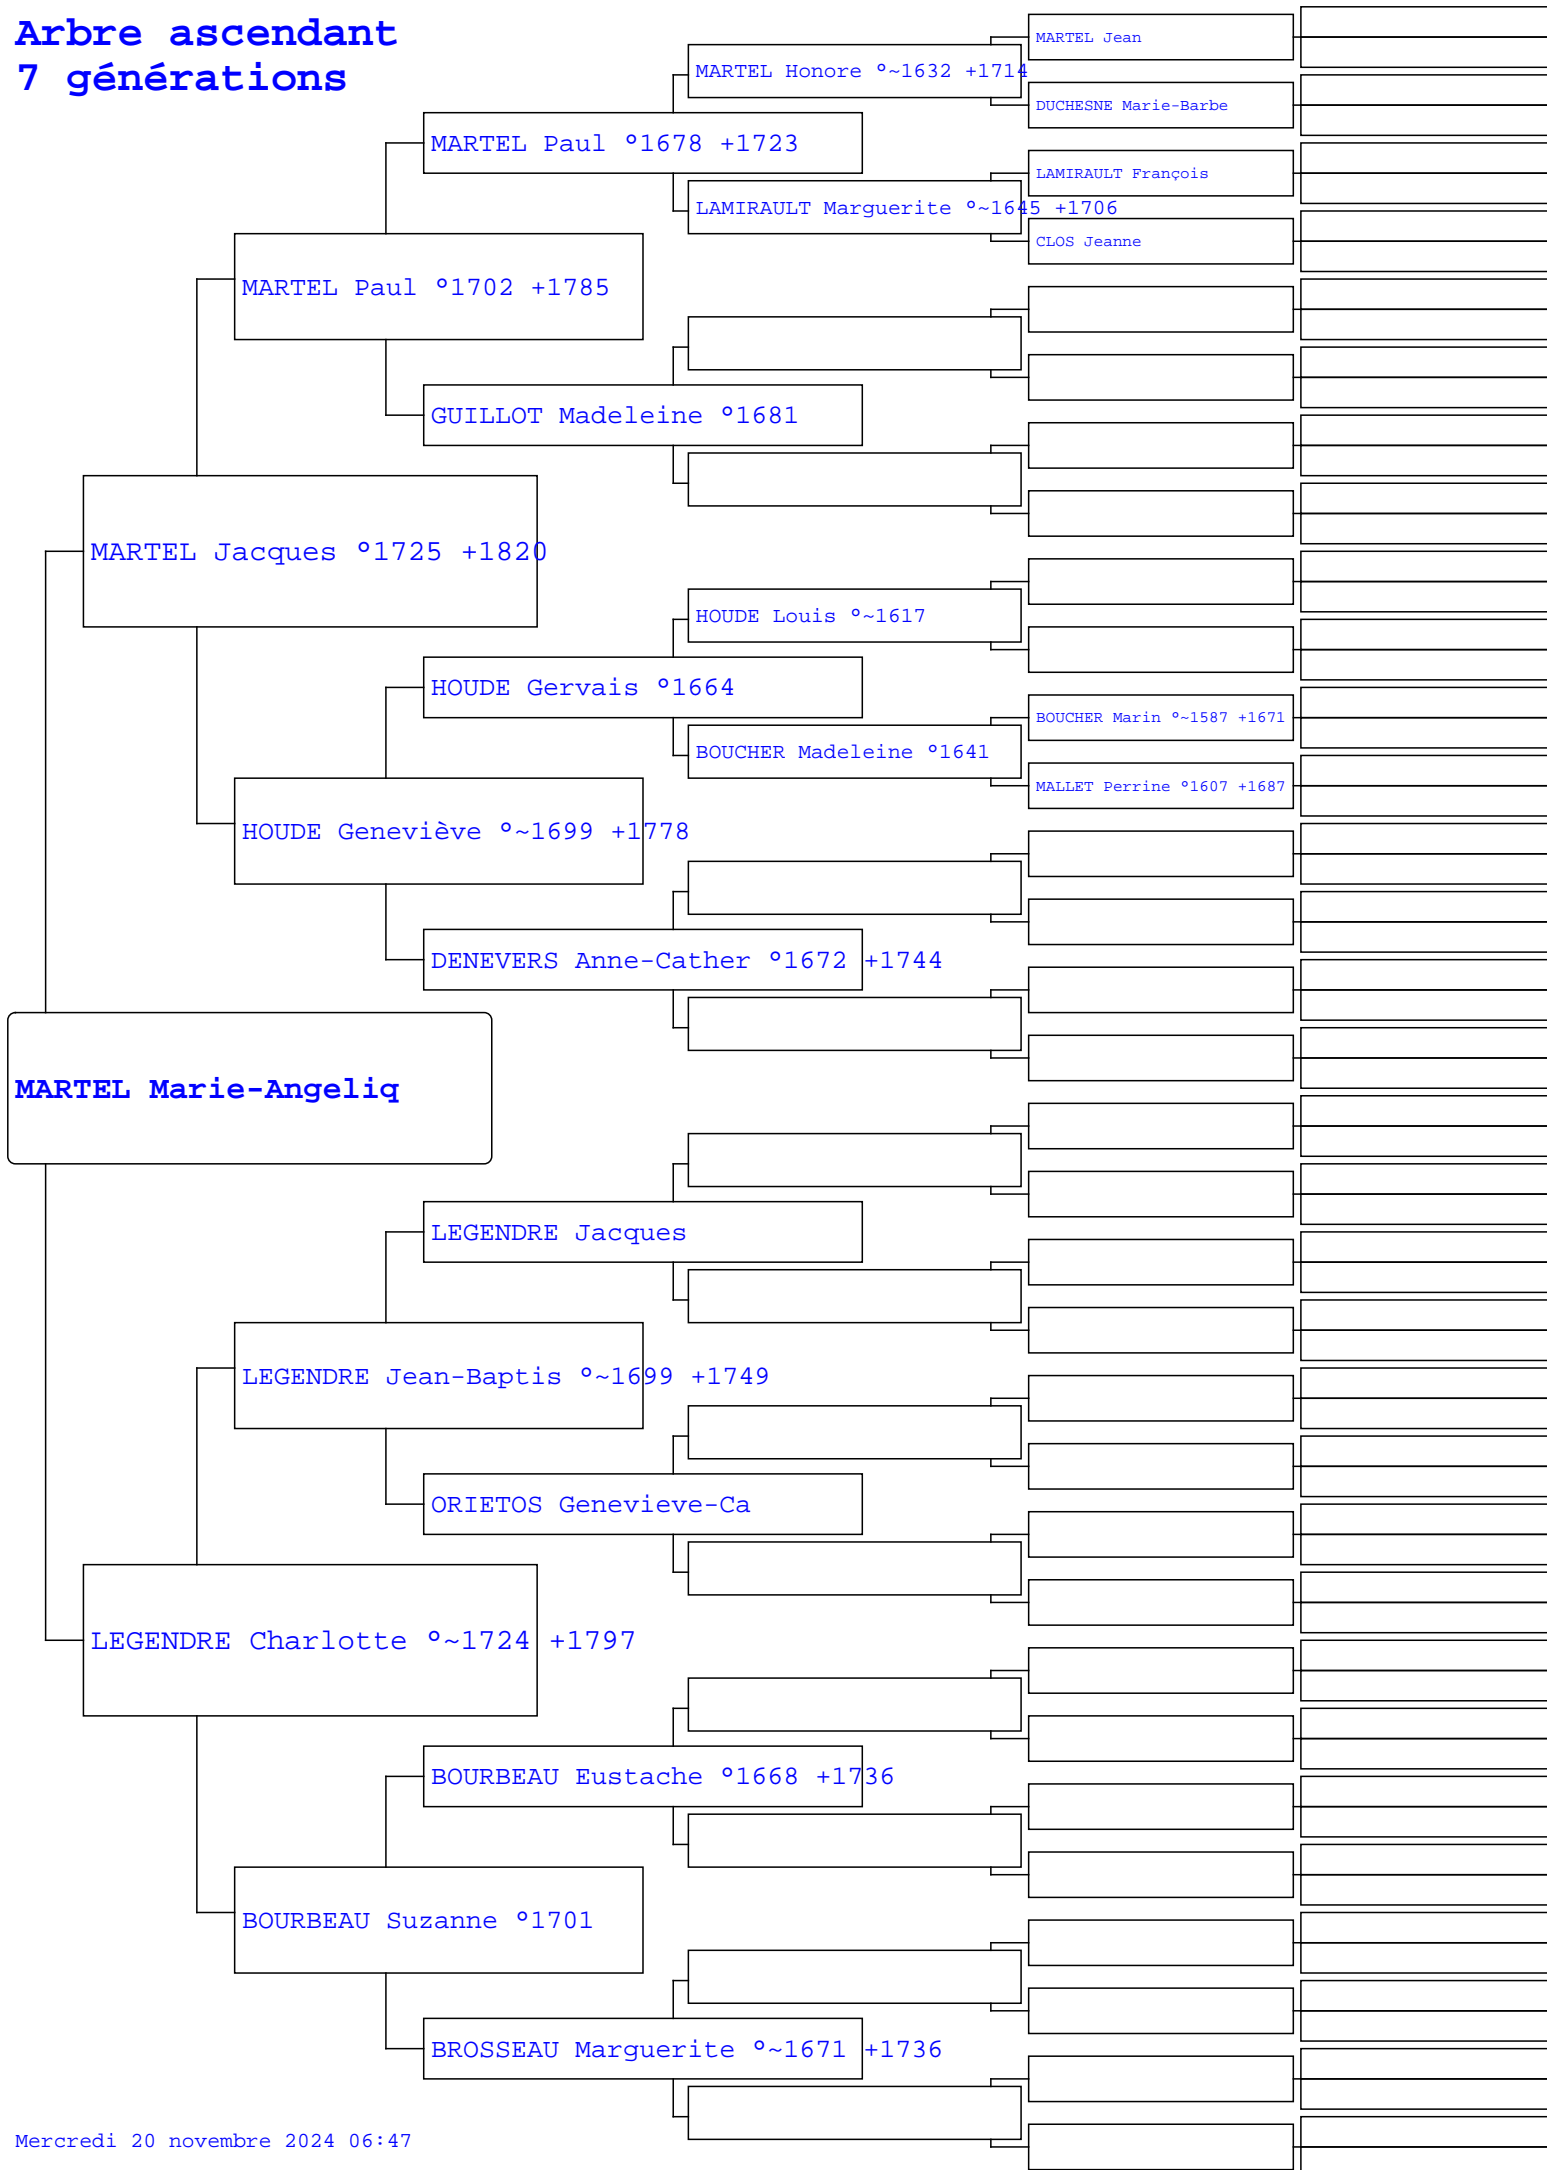 Arbre ascendant
7 générations
MARTEL Jean
MARTEL Honore °~1632 +1714
DUCHESNE Marie-Barbe
MARTEL Paul °1678 +1723
LAMIRAULT François
LAMIRAULT Marguerite °~1645 +1706
CLOS Jeanne
MARTEL Paul °1702 +1785
GUILLOT Madeleine °1681
MARTEL Jacques °1725 +1820
HOUDE Louis °~1617
HOUDE Gervais °1664
BOUCHER Marin °~1587 +1671
BOUCHER Madeleine °1641
MALLET Perrine °1607 +1687
HOUDE Geneviève °~1699 +1778
DENEVERS Anne-Cather °1672 +1744
MARTEL Marie-Angeliq
LEGENDRE Jacques
LEGENDRE Jean-Baptis °~1699 +1749
ORIETOS Genevieve-Ca
LEGENDRE Charlotte °~1724 +1797
BOURBEAU Eustache °1668 +1736
BOURBEAU Suzanne °1701
BROSSEAU Marguerite °~1671 +1736
Mercredi 20 novembre 2024 06:47